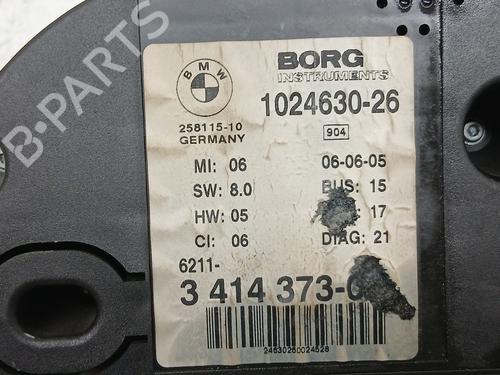 B-PARTS
BMW
BORG
INSTRUMENTS
1024630-26
258115-10
GERMANY
904
MI: 06
06-06-05
SW: 8.0
BUS: 15
HW: 05
17
CI: 06
DIAG: 21
6211-
3 414 373-
24630260024528